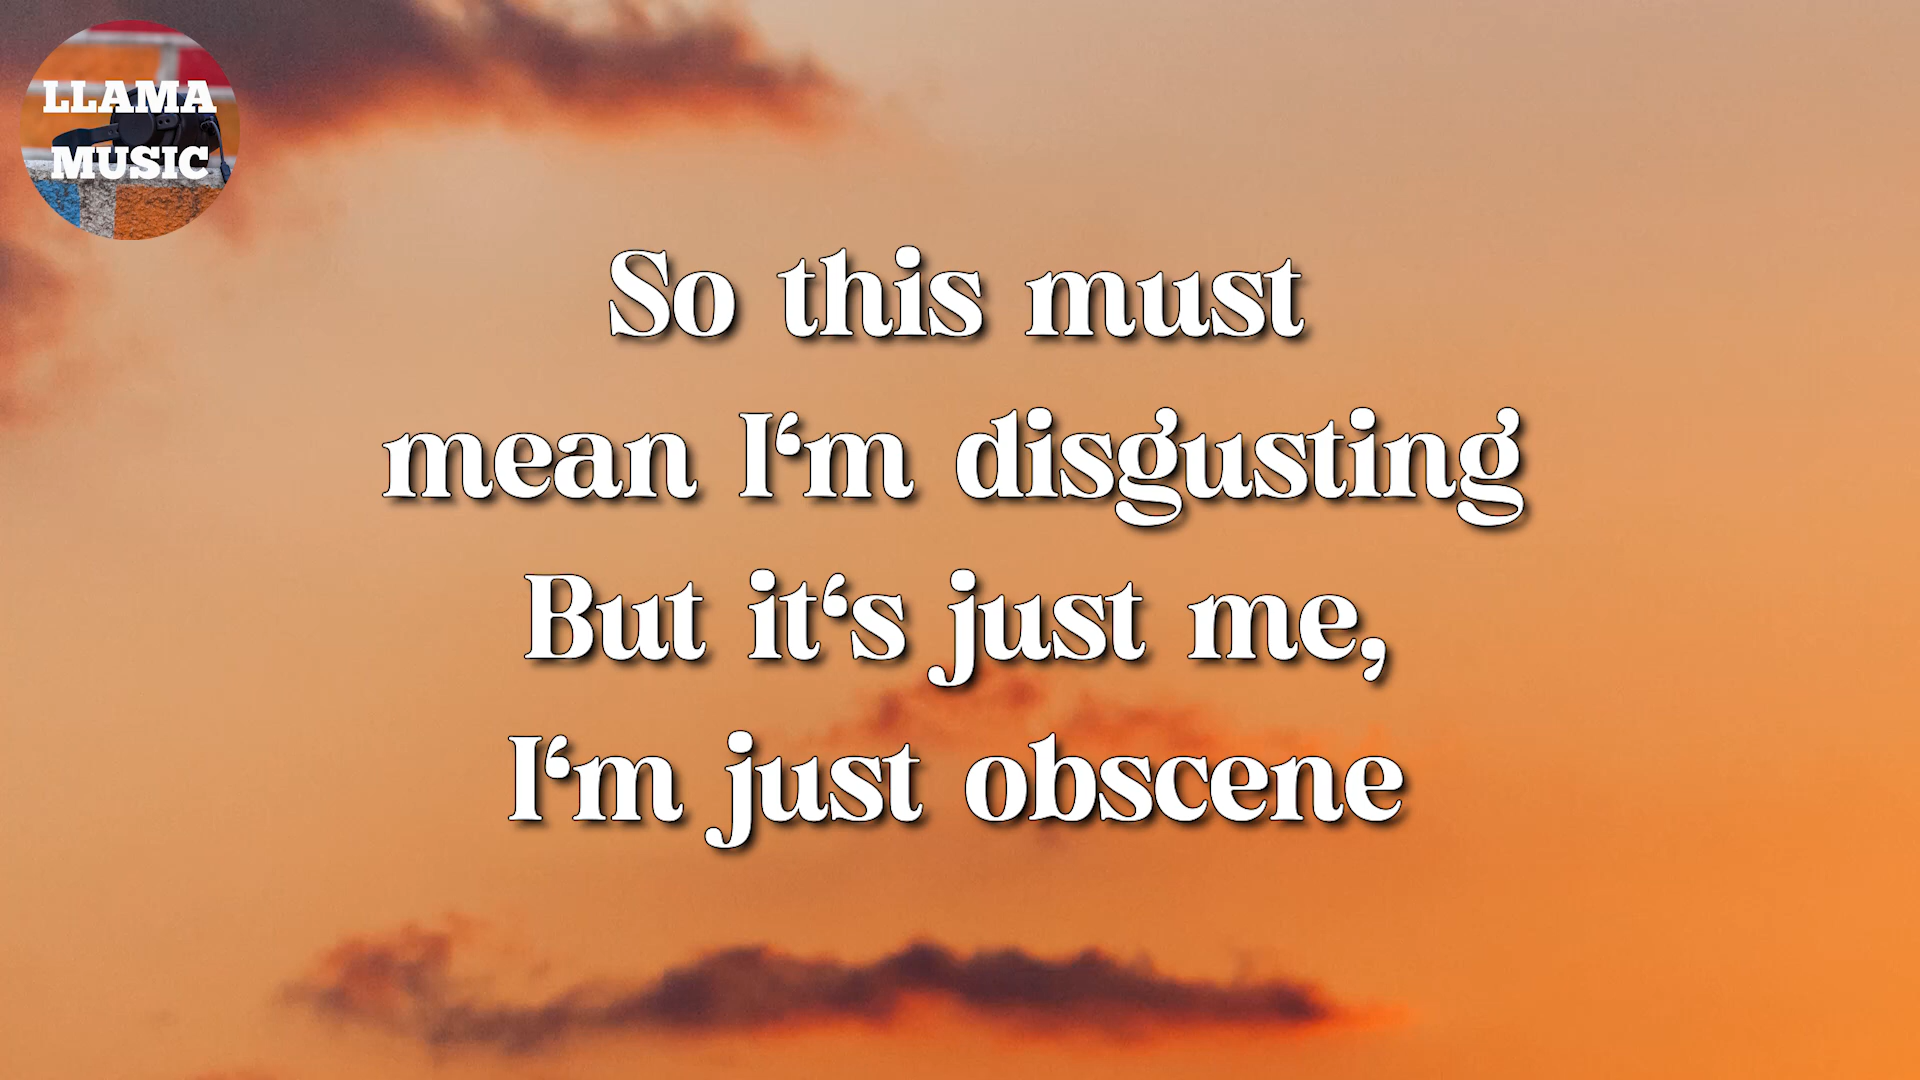 LLAMA
MUSIC
So this must
mean I‘m disgusting
But it‘s just me,
I‘m just obscene